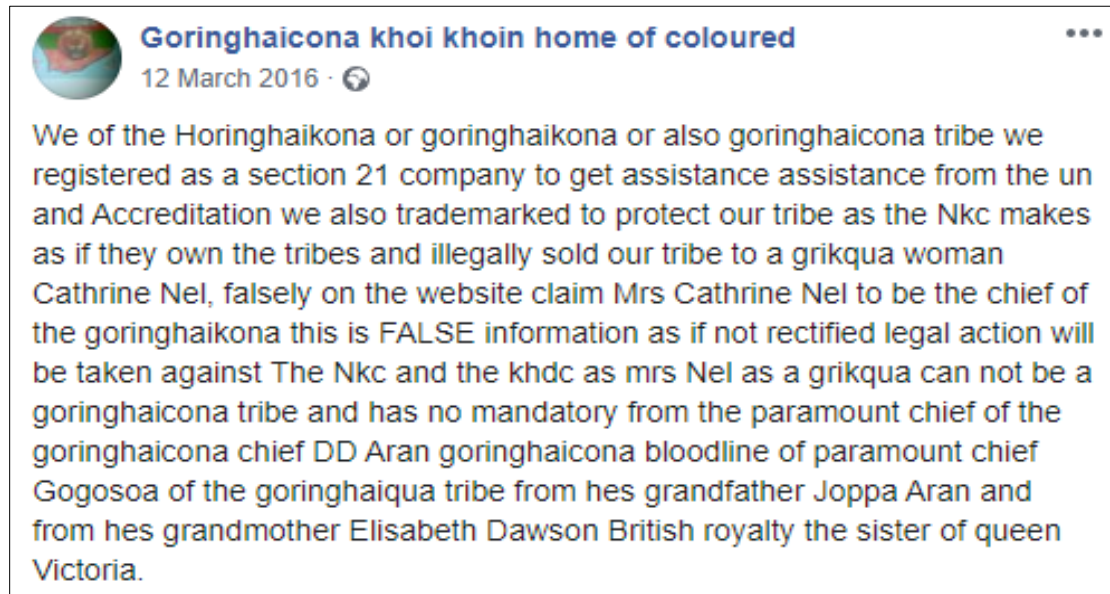 Goringhaicona khoi khoin home of coloured
12 March 2016 ·
We of the Horinghaikona or goringhaikona or also goringhaicona tribe we
registered as a section 21 company to get assistance assistance from the un
and Accreditation we also trademarked to protect our tribe as the Nkc makes
as if they own the tribes and illegally sold our tribe to a grikqua woman
Cathrine Nel, falsely on the website claim Mrs Cathrine Nel to be the chief of
the goringhaikona this is FALSE information as if not rectified legal action will
be taken against The Nkc and the khdc as mrs Nel as a grikqua can not be a
goringhaicona tribe and has no mandatory from the paramount chief of the
goringhaicona chief DD Aran goringhaicona bloodline of paramount chief
Gogosoa of the goringhaiqua tribe from hes grandfather Joppa Aran and
from hes grandmother Elisabeth Dawson British royalty the sister of queen
Victoria.